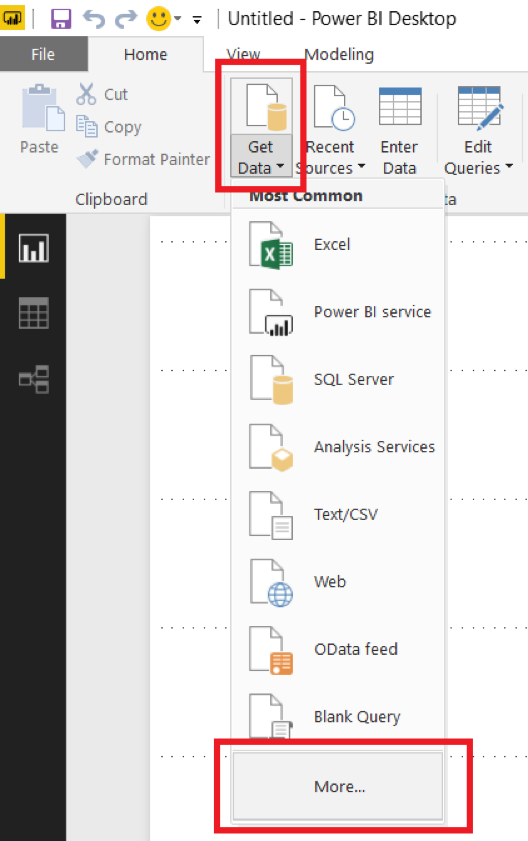 Untitled - Power BI Desktop
File Home View Modeling
Cut
Copy
Format Painter
Paste
Get Data
Recent Sources
Enter Data
Edit Queries
Clipboard
Most Common
Excel
Power BI service
SQL Server
Analysis Services
Text/CSV
Web
OData feed
Blank Query
More...